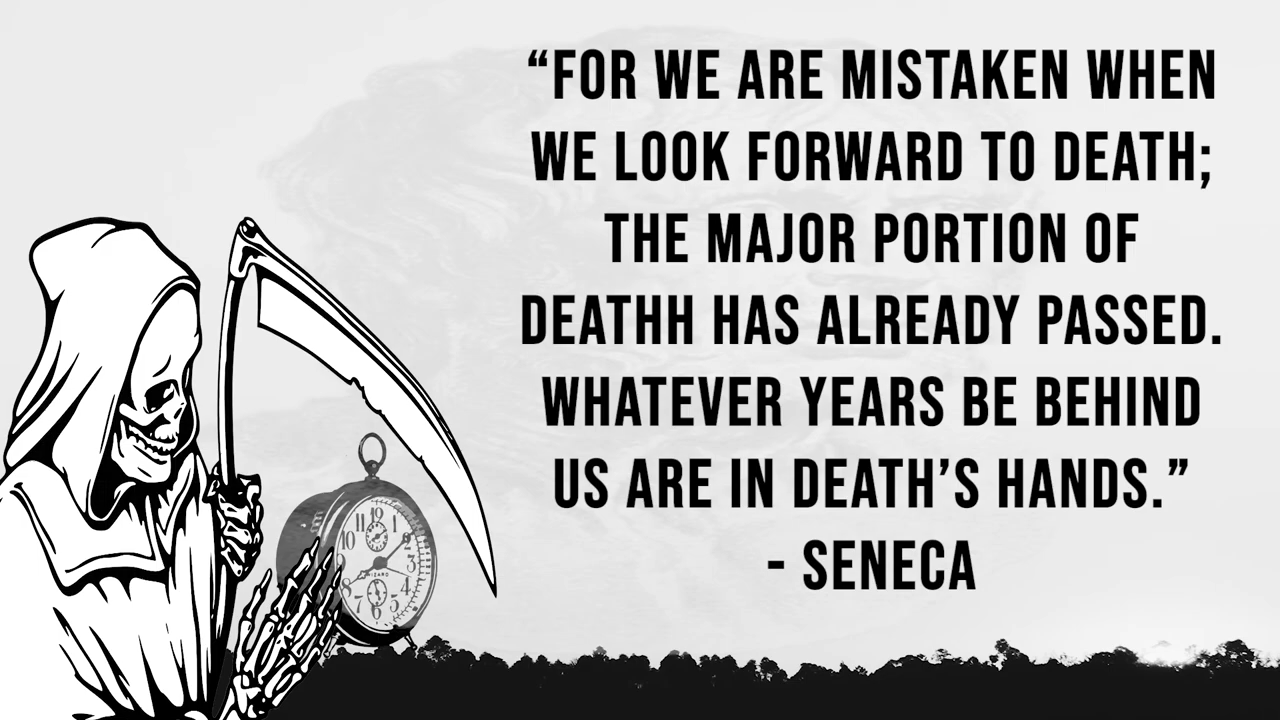 “FOR WE ARE MISTAKEN WHEN
WE LOOK FORWARD TO DEATH;
THE MAJOR PORTION OF
DEATHH HAS ALREADY PASSED.
WHATEVER YEARS BE BEHIND
US ARE IN DEATH’S HANDS.”
- SENECA